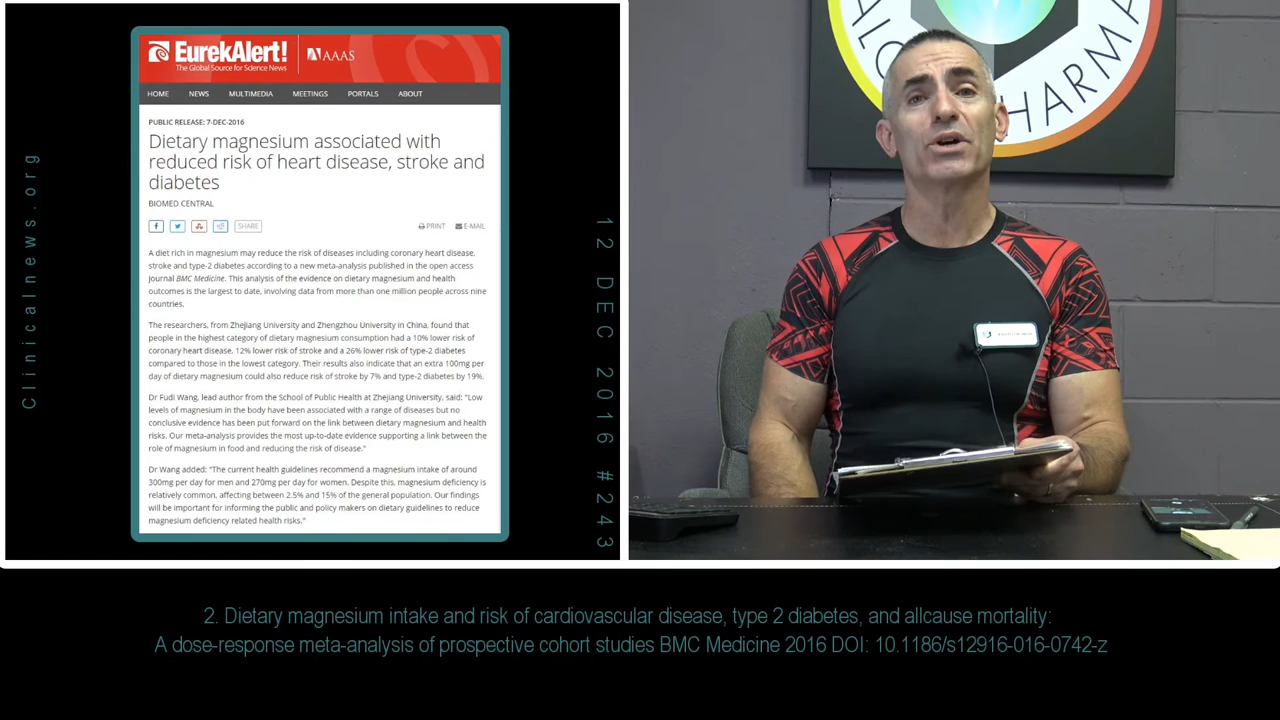 EurekAlert!
The Global Source for Science News
AAAS
HOME NEWS MULTIMEDIA MEETINGS PORTALS ABOUT
PUBLIC RELEASE: 7-DEC-2016
Dietary magnesium associated with
reduced risk of heart disease, stroke and
diabetes
BIOMED CENTRAL
SHARE
PRINT E-MAIL
A diet rich in magnesium may reduce the risk of diseases including coronary heart disease,
stroke and type-2 diabetes according to a new meta-analysis published in the open access
journal BMC Medicine. This analysis of the evidence on dietary magnesium and health
outcomes is the largest to date, involving data from more than one million people across nine
countries.
The researchers, from Zhejiang University and Zhengzhou University in China, found that
people in the highest category of dietary magnesium consumption had a 10% lower risk of
coronary heart disease, 12% lower risk of stroke and a 26% lower risk of type-2 diabetes
compared to those in the lowest category. Their results also indicate that an extra 100mg per
day of dietary magnesium could also reduce risk of stroke by 7% and type-2 diabetes by 19%.
Dr Fudi Wang, lead author from the School of Public Health at Zhejiang University, said: "Low
levels of magnesium in the body have been associated with a range of diseases but no
conclusive evidence has been put forward on the link between dietary magnesium and health
risks. Our meta-analysis provides the most up-to-date evidence supporting a link between the
role of magnesium in food and reducing the risk of disease."
Dr Wang added: "The current health guidelines recommend a magnesium intake of around
300mg per day for men and 270mg per day for women. Despite this, magnesium deficiency is
relatively common, affecting between 2.5% and 15% of the general population. Our findings
will be important for informing the public and policy makers on dietary guidelines to reduce
magnesium deficiency related health risks."
Clinicalnews.org
12 DEC 2016 #243
ALO
HARMA
2. Dietary magnesium intake and risk of cardiovascular disease, type 2 diabetes, and allcause mortality:
A dose-response meta-analysis of prospective cohort studies BMC Medicine 2016 DOI: 10.1186/s12916-016-0742-z